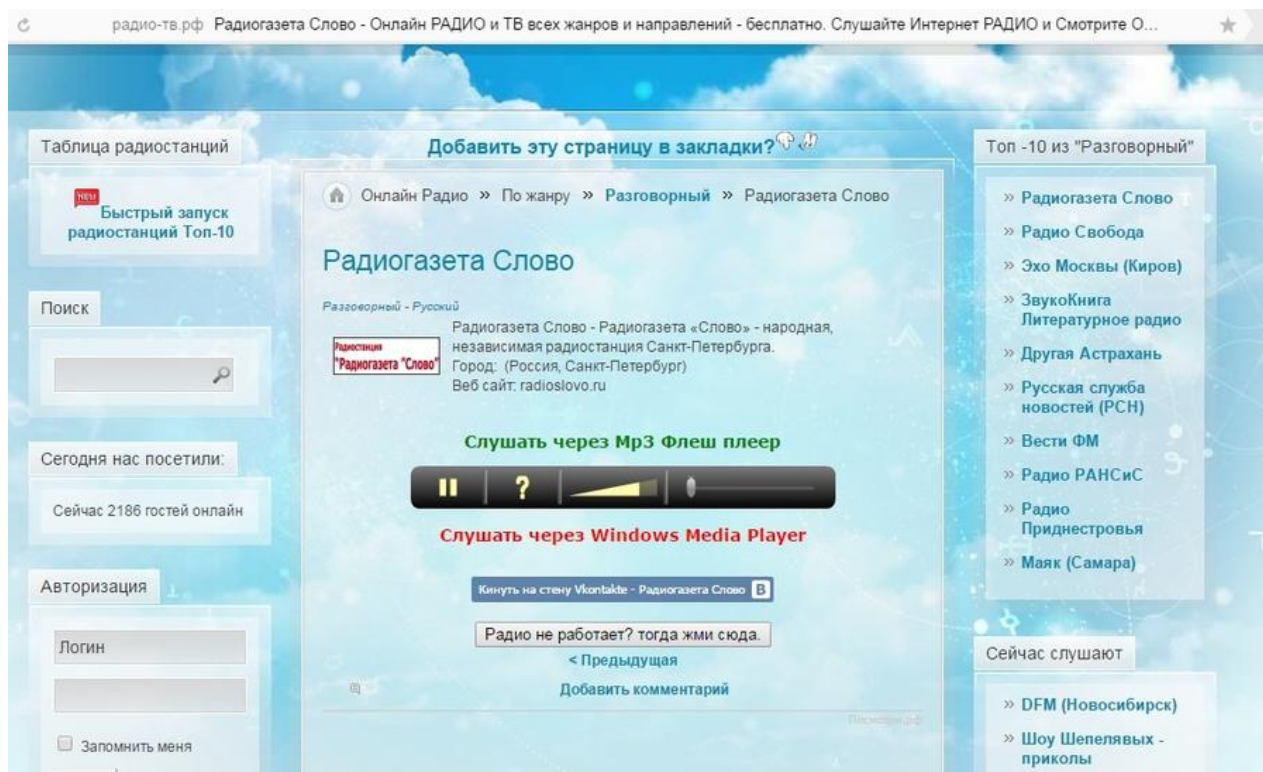 радио-тв.рф Радиогазета Слово - Онлайн РАДИО и ТВ всех жанров и направлений - бесплатно. Слушайте Интернет РАДИО и Смотрите О...
Таблица радиостанций
NEW
Быстрый запуск
радиостанций Топ-10
Поиск
Сегодня нас посетили:
Сейчас 2186 гостей онлайн
Авторизация
Логин
Запомнить меня
Добавить эту страницу в закладки?
Онлайн Радио » По жанру » Разговорный » Радиогазета Слово
Радиогазета Слово
Разговорный - Русский
Радиостанция
"Радиогазета "Слово"
Радиогазета Слово - Радиогазета «Слово» - народная,
независимая радиостанция Санкт-Петербурга.
Город: (Россия, Санкт-Петербург)
Веб сайт: radioslovo.ru
Слушать через Mp3 Флеш плеер
?
Слушать через Windows Media Player
Кинуть на стену Vkontakte - Радиогазета Слово В
Радио не работает? тогда жми сюда.
< Предыдущая
Добавить комментарий
Топ -10 из "Разговорный"
» Радиогазета Слово
» Радио Свобода
» Эхо Москвы (Киров)
» ЗвукоКнига
Литературное радио
» Другая Астрахань
» Русская служба
новостей (РСН)
» Вести ФМ
» Радио РАНСиС
» Радио
Приднестровья
» Маяк (Самара)
Сейчас слушают
» DFM (Новосибирск)
» Шоу Шепелявых -
приколы